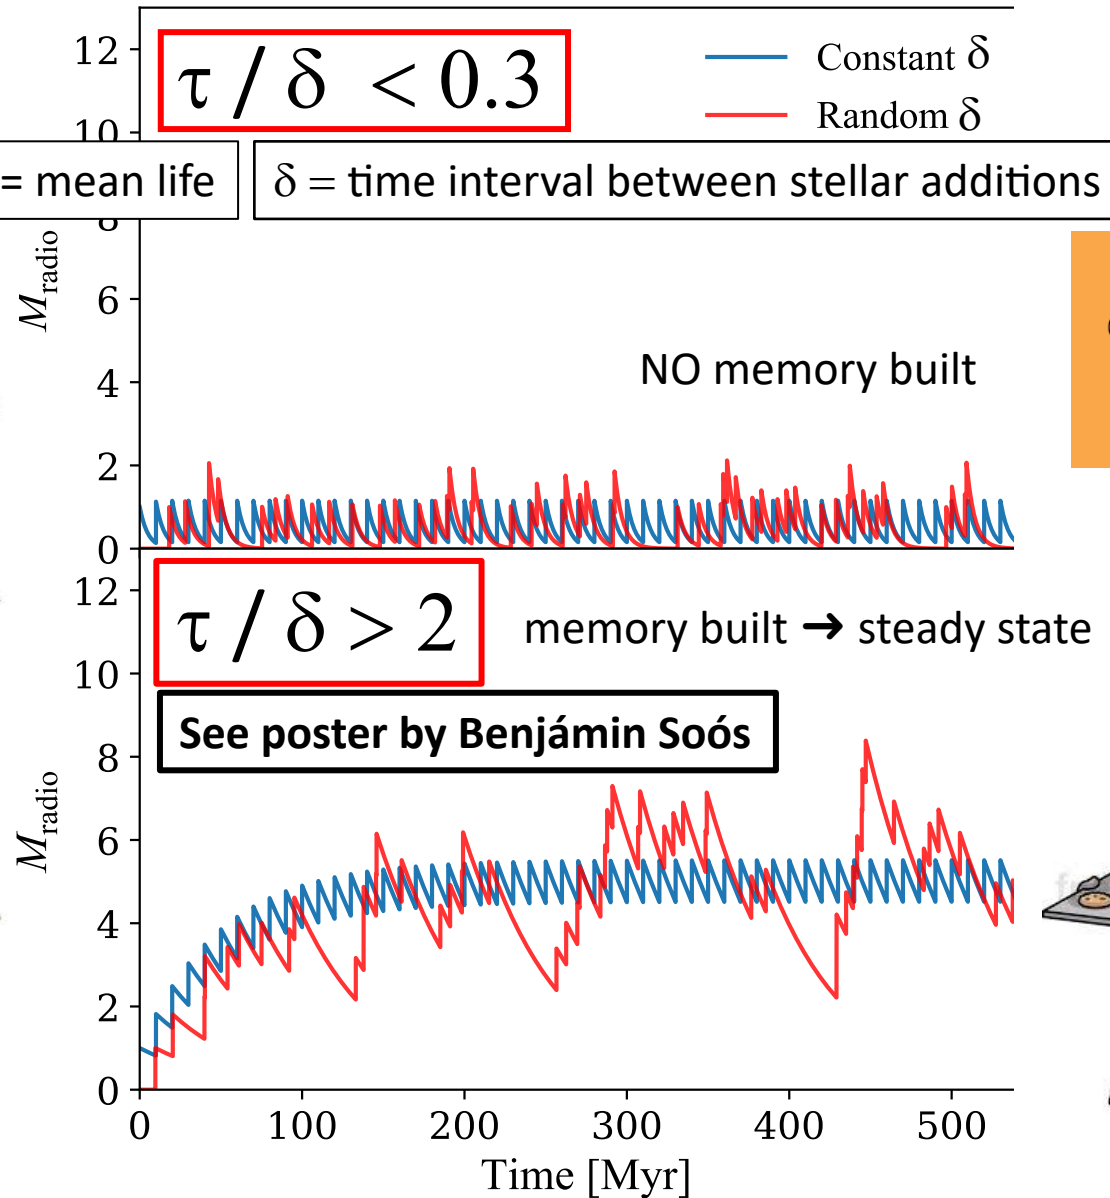 12
τ / δ < 0.3
Constant δ
Random δ
10
= mean life
δ = time interval between stellar additions
8
M_radio
6
4
NO memory built
2
0
12
τ / δ > 2
memory built → steady state
10
See poster by Benjámin Soós
8
M_radio
6
4
2
0
0 100 200 300 400 500
Time [Myr]